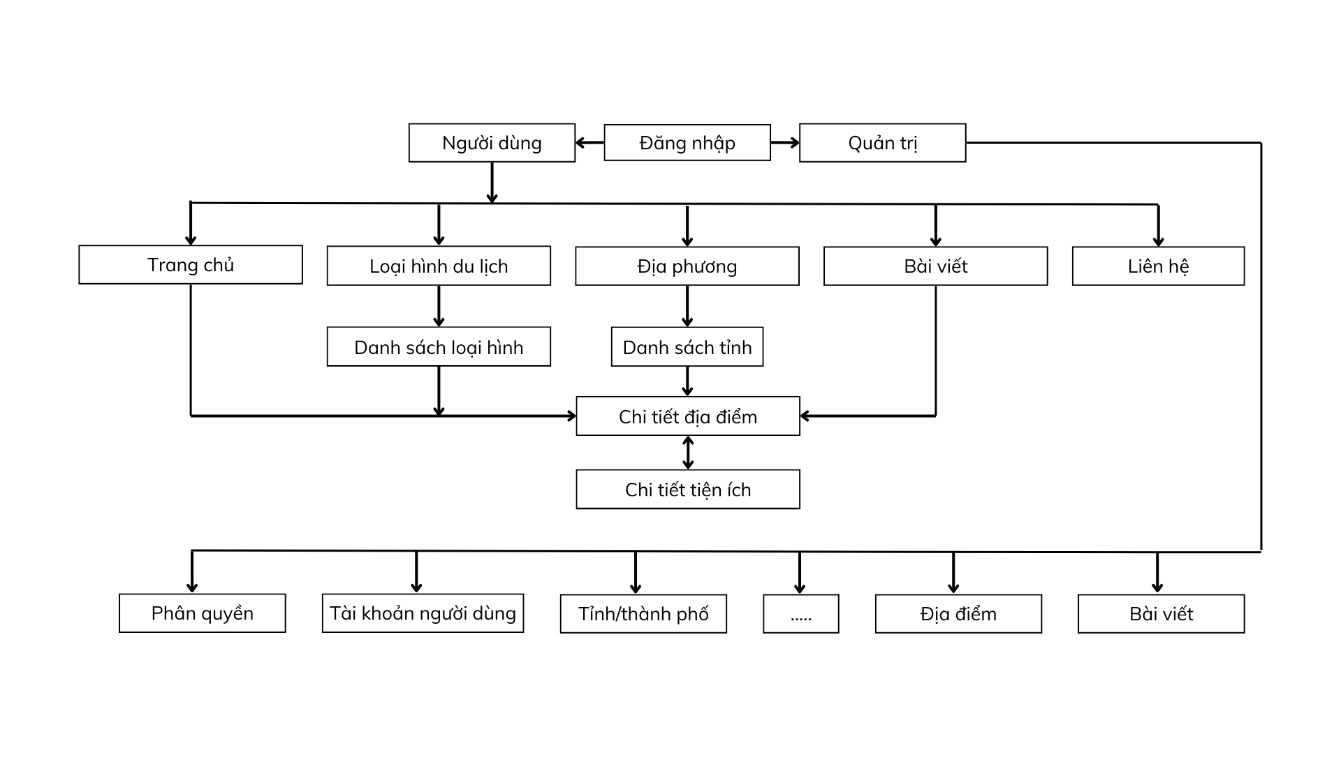 Người dùng
Đăng nhập
Quản trị
Trang chủ
Loại hình du lịch
Địa phương
Bài viết
Liên hệ
Danh sách loại hình
Danh sách tỉnh
Chi tiết địa điểm
Chi tiết tiện ích
Phân quyền
Tài khoản người dùng
Tỉnh/thành phố
.....
Địa điểm
Bài viết